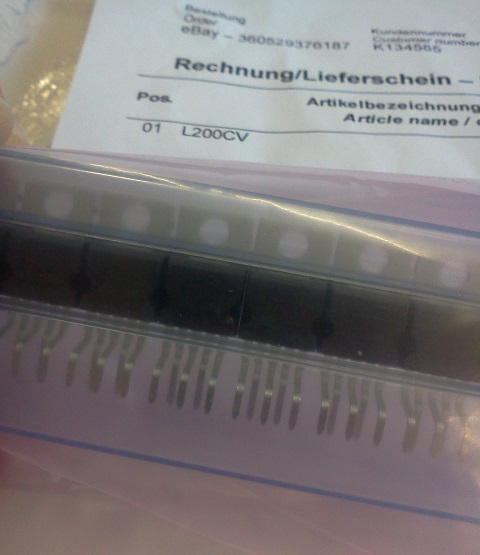 Bestellung
Order
eBay – 360529376187
Kundennummer
Customer number
K134565
Rechnung/Lieferschein –
Pos.
Artikelbezeichnung
Article name /
01 L200CV